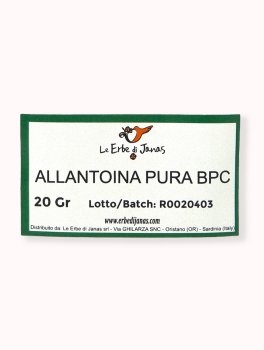 Le Erbe di Janas
ALLANTOINA PURA BPC
20 Gr Lotto/Batch: R0020403
www.erbedijanas.com
Distribuito da: Le Erbe di Janas srl - Via GHILARZA SNC - Oristano (OR) - Sardinia (Italy)